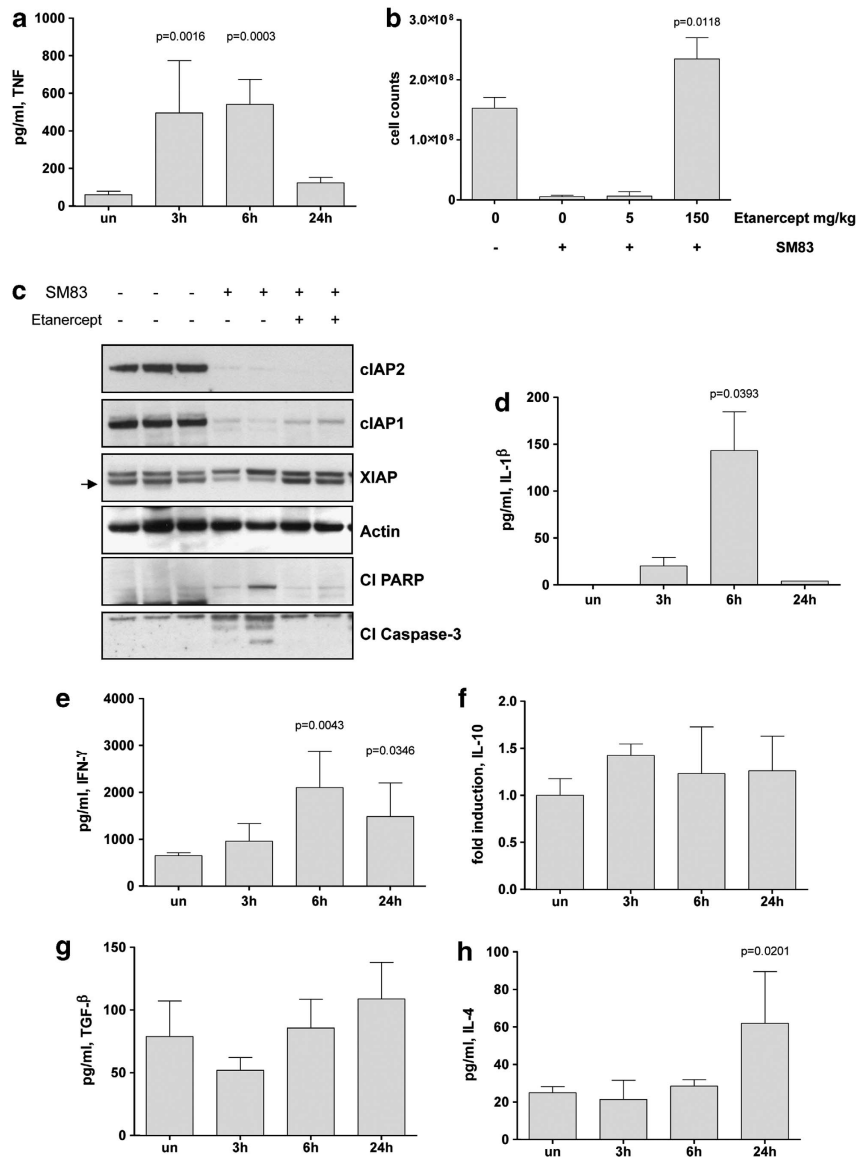 a
pg/ml, TNF
1000
800
600
400
200
0
p=0.0016 p=0.0003
un 3h 6h 24h
b
cell counts
3.0×10⁸
2.0×10⁸
1.0×10⁸
0
p=0.0118
0 0 5 150 Etanercept mg/kg
- + + + SM83
c
SM83 - - - + + + +
Etanercept - - - - - + +
cIAP2
cIAP1
XIAP
Actin
Cl PARP
Cl Caspase-3
d
pg/ml, IL-1β
200
150
100
50
0
p=0.0393
un 3h 6h 24h
e
pg/ml, IFN-γ
4000
3000
2000
1000
0
p=0.0043
p=0.0346
un 3h 6h 24h
f
fold induction, IL-10
2.0
1.5
1.0
0.5
0.0
un 3h 6h 24h
g
pg/ml, TGF-β
150
100
50
0
un 3h 6h 24h
h
pg/ml, IL-4
100
80
60
40
20
0
p=0.0201
un 3h 6h 24h